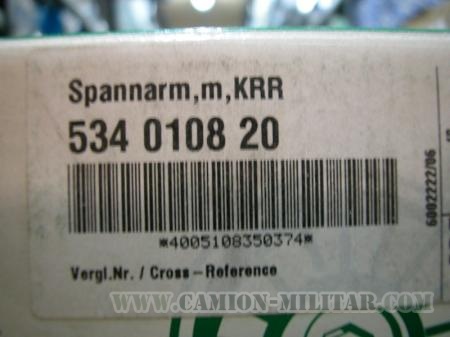 Spannarm,m,KRR
534 0108 20
*4005108350374*
Vergl.Nr. / Cross-Reference
6002222/06
WWW.CAMION-MILITAR.COM